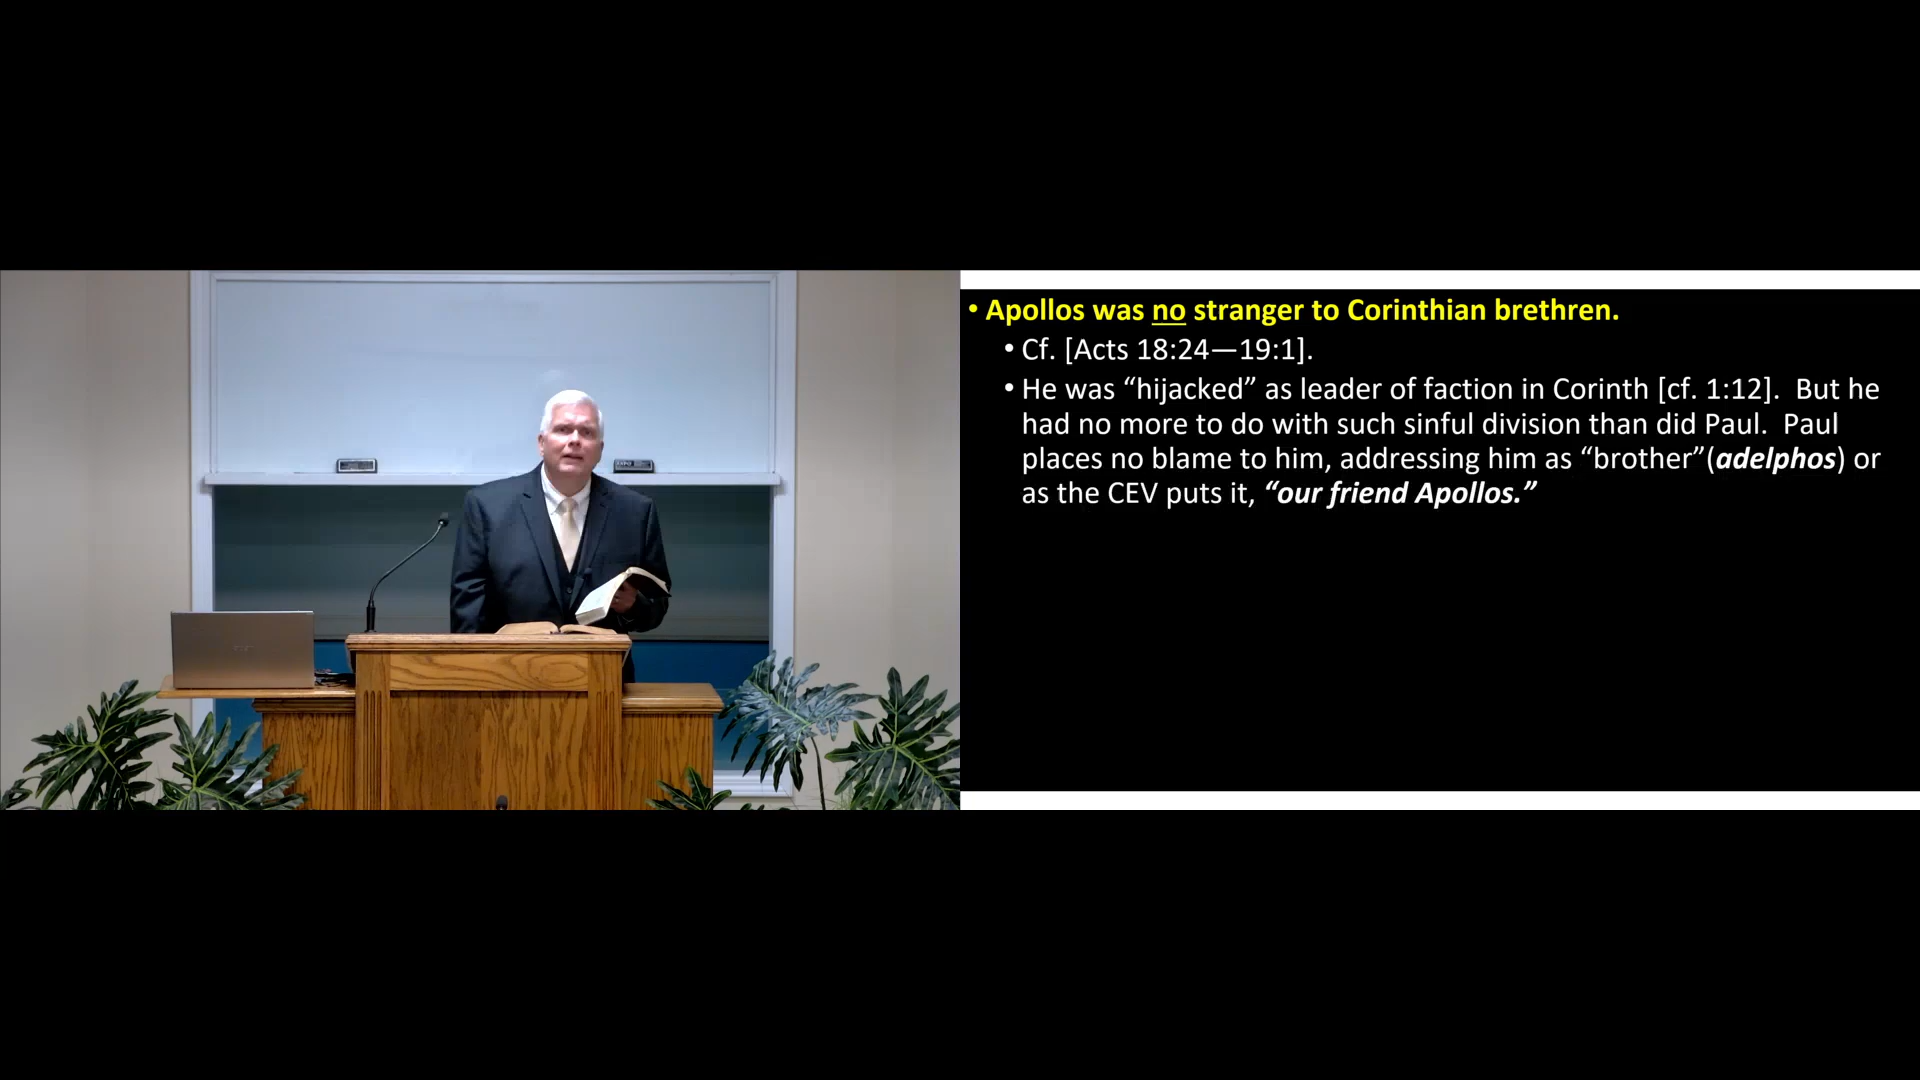 • Apollos was no stranger to Corinthian brethren.
• Cf. [Acts 18:24—19:1].
• He was “hijacked” as leader of faction in Corinth [cf. 1:12].  But he
had no more to do with such sinful division than did Paul.  Paul
places no blame to him, addressing him as “brother”(adelphos) or
as the CEV puts it, “our friend Apollos.”